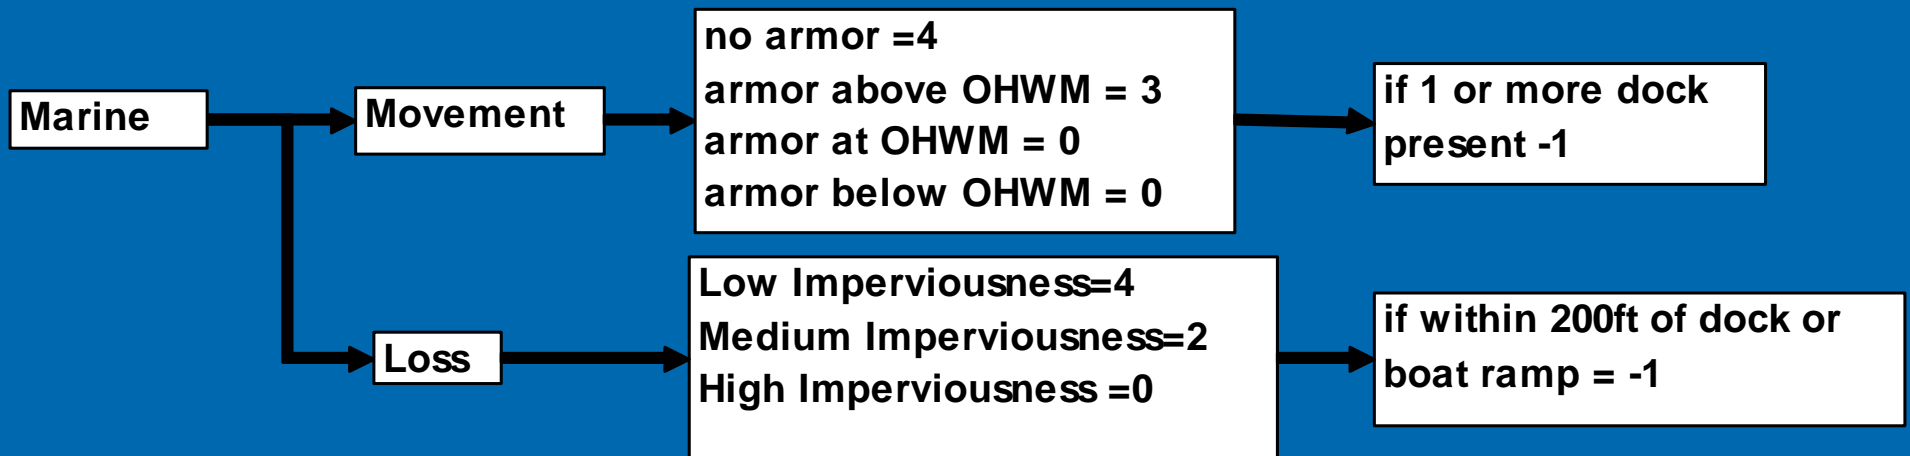 Marine
Movement
no armor =4
armor above OHWM = 3
armor at OHWM = 0
armor below OHWM = 0
if 1 or more dock
present -1
Loss
Low Imperviousness=4
Medium Imperviousness=2
High Imperviousness =0
if within 200ft of dock or
boat ramp = -1